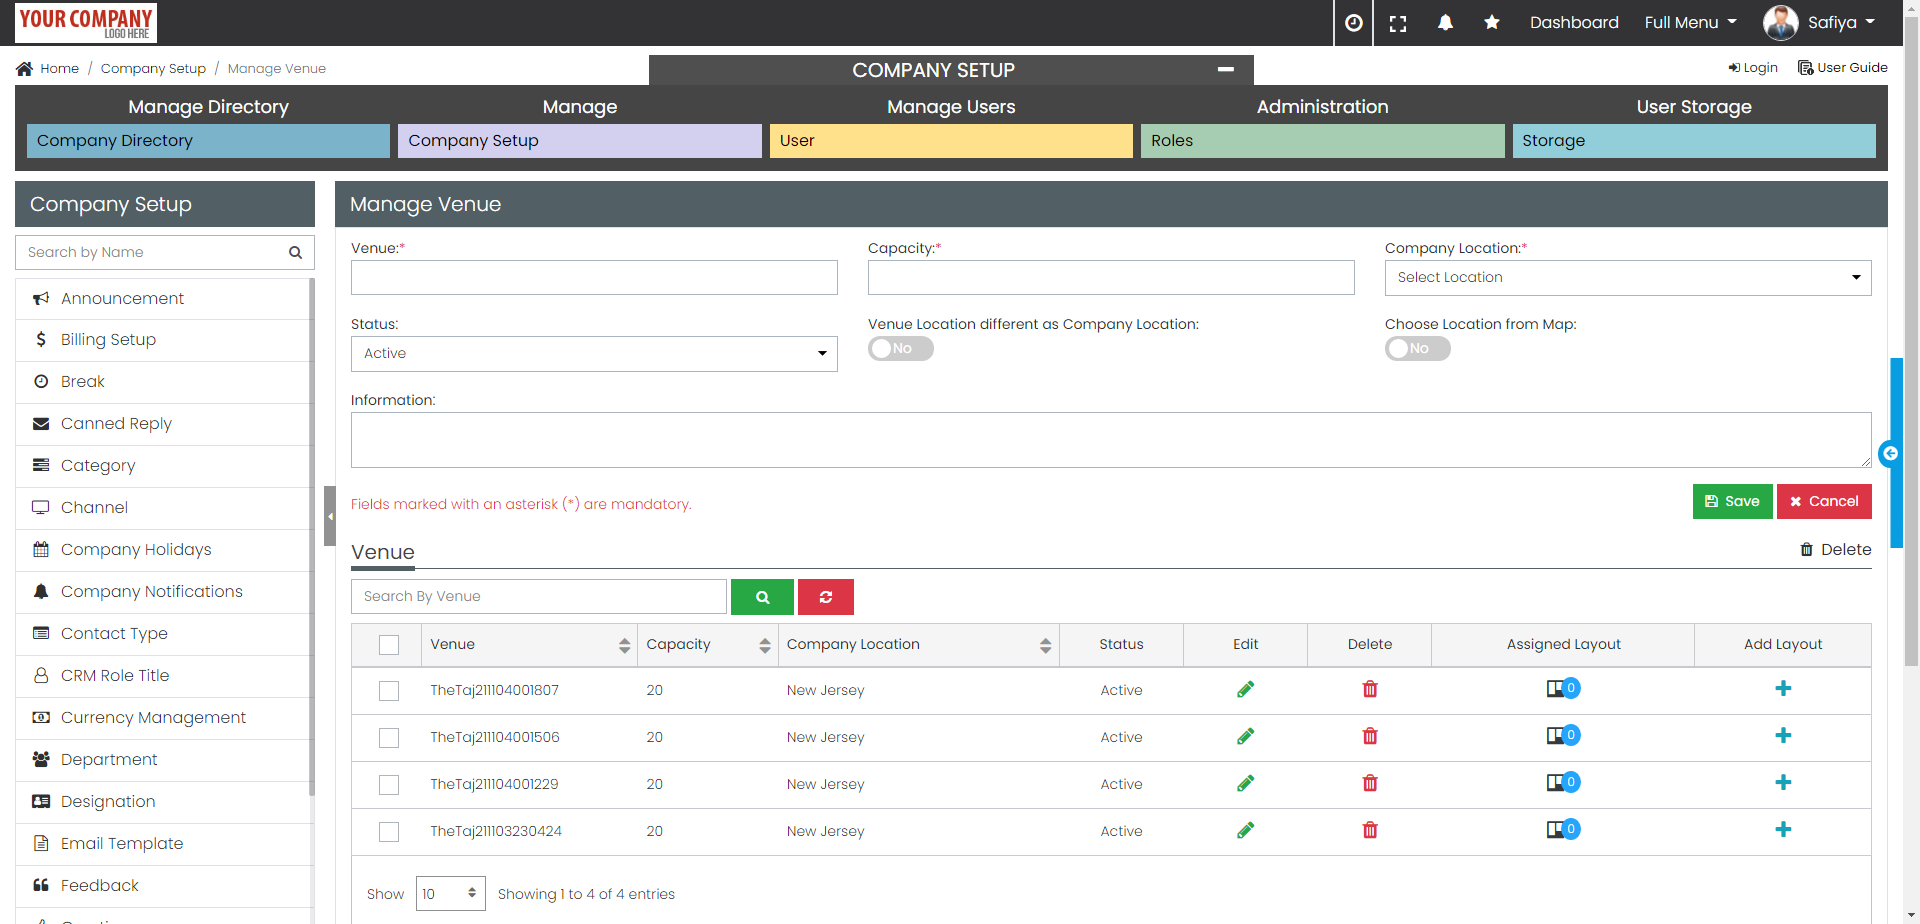 YOUR COMPANY
LOGO HERE
Dashboard
Full Menu
Safiya
Home / Company Setup / Manage Venue
COMPANY SETUP
Login
User Guide
Manage Directory
Manage
Manage Users
Administration
User Storage
Company Directory
Company Setup
User
Roles
Storage
Company Setup
Search by Name
Announcement
Billing Setup
Break
Canned Reply
Category
Channel
Company Holidays
Company Notifications
Contact Type
CRM Role Title
Currency Management
Department
Designation
Email Template
Feedback
Manage Venue
Venue:*
Capacity:*
Company Location:*
Select Location
Status:
Active
Venue Location different as Company Location:
No
Choose Location from Map:
No
Information:
Fields marked with an asterisk (*) are mandatory.
Save
Cancel
Venue
Delete
Search By Venue
Venue Capacity Company Location Status Edit Delete Assigned Layout Add Layout
TheTaj211104001807 20 New Jersey Active 0
TheTaj211104001506 20 New Jersey Active 0
TheTaj211104001229 20 New Jersey Active 0
TheTaj211103230424 20 New Jersey Active 0
Show 10 Showing 1 to 4 of 4 entries